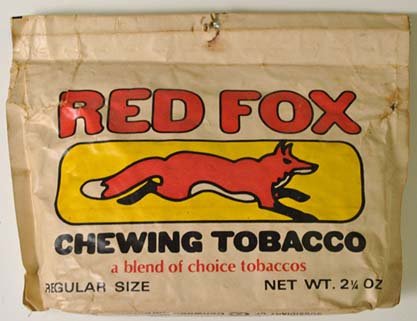 RED FOX
CHEWING TOBACCO
a blend of choice tobaccos
REGULAR SIZE NET WT. 2¼ OZ